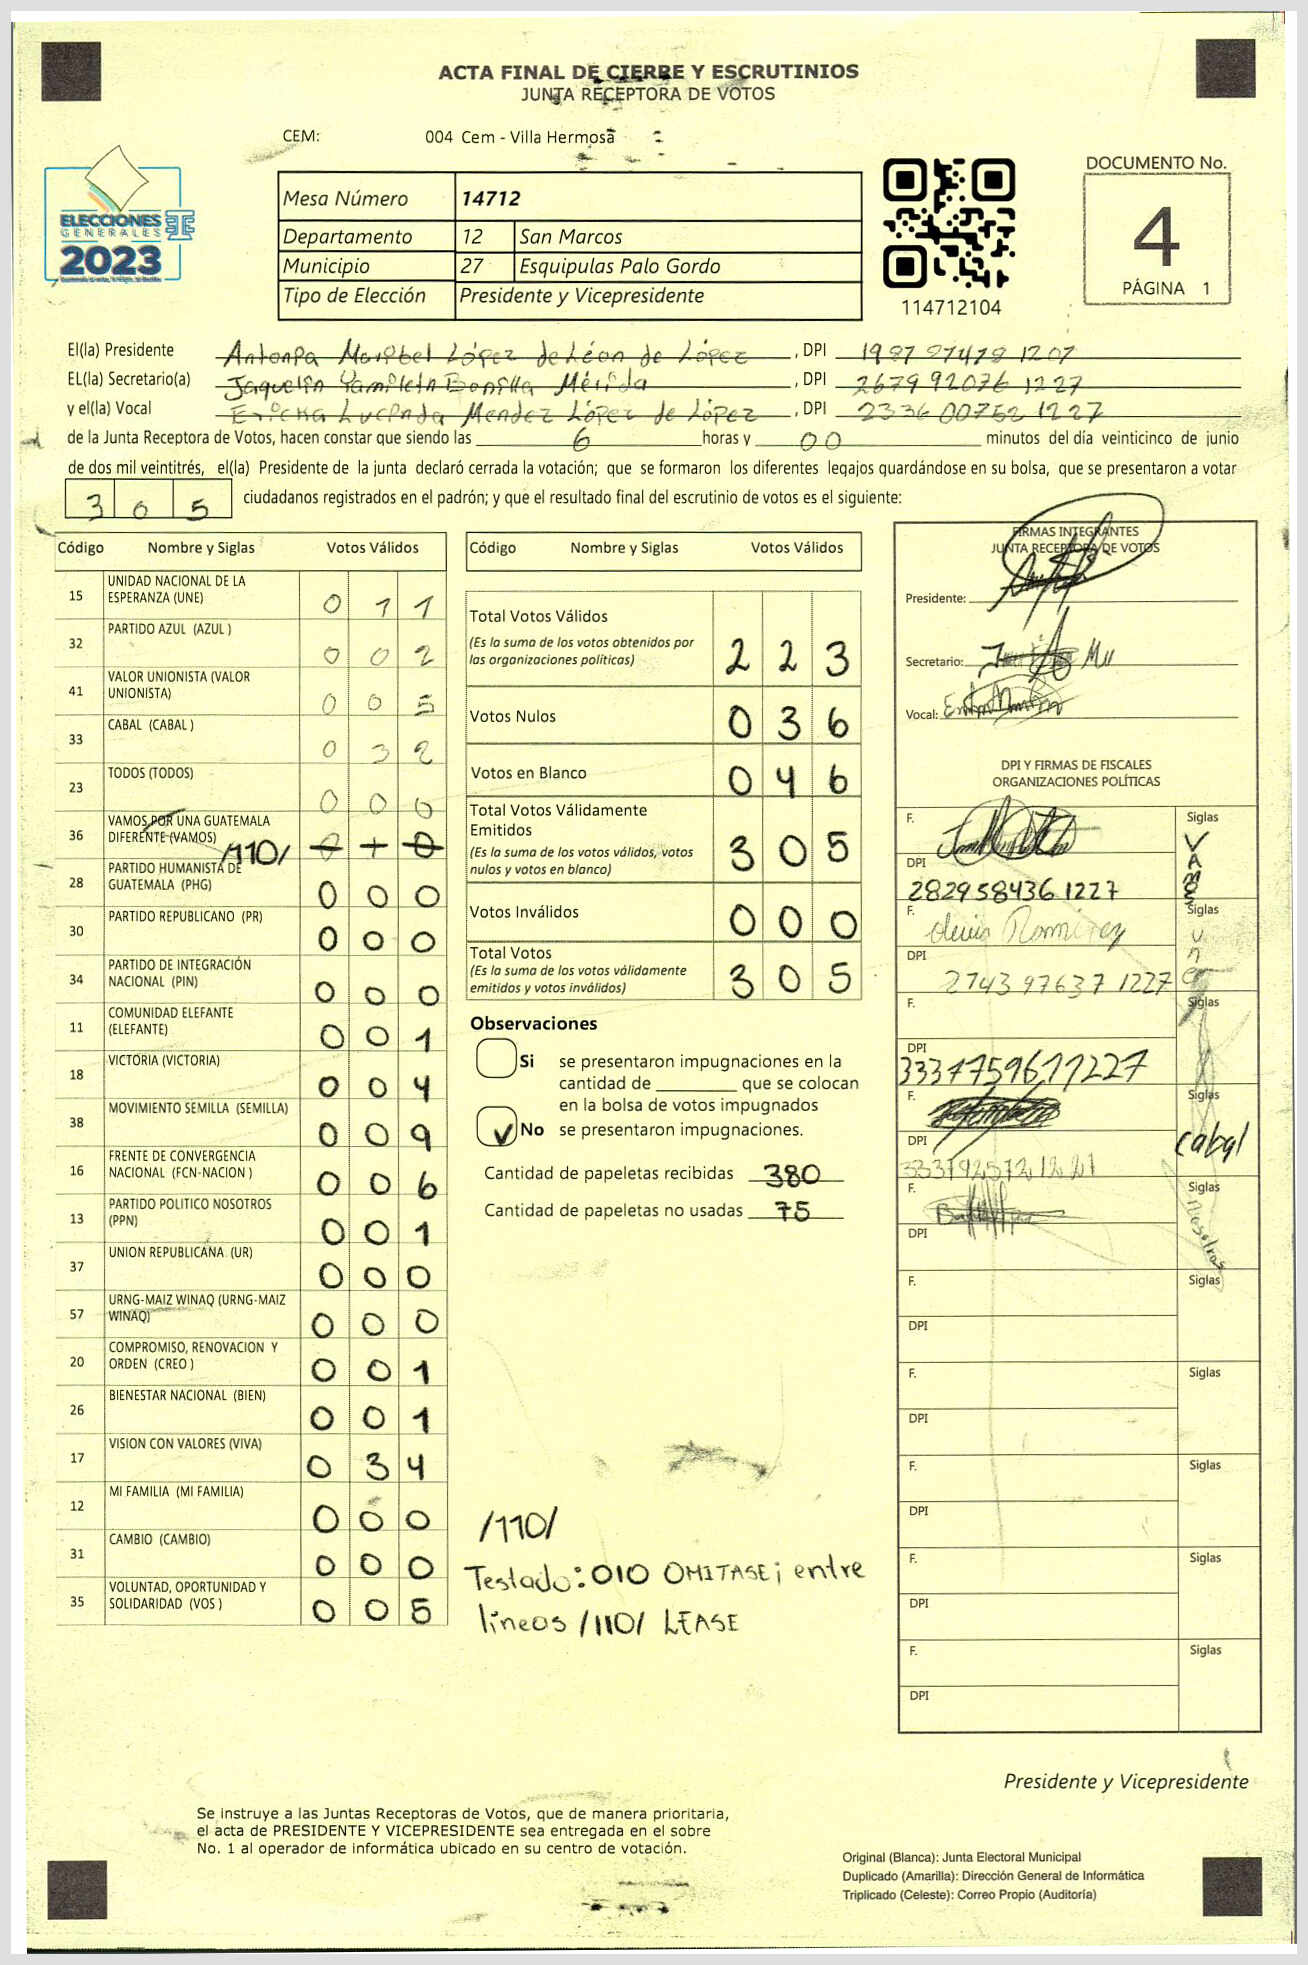 ACTA FINAL DE CIERRE Y ESCRUTINIOS
JUNTA RECEPTORA DE VOTOS
CEM: 004 Cem - Villa Hermosa
ELECCIONES
GENERALES
2023
Mesa Número 14712
Departamento 12 San Marcos
Municipio 27 Esquipulas Palo Gordo
Tipo de Elección Presidente y Vicepresidente
114712104
DOCUMENTO No.
4
PÁGINA 1
El(la) Presidente Antonpa Maribel López de Léon de López, DPI 1987 97478 1207
EL(la) Secretario(a) Jaquelin Yamileth Bonilla Mérida, DPI 2679 92076 1227
y el(la) Vocal Ericka Lucinda Mendez López de López, DPI 2336 00752 1227
de la Junta Receptora de Votos, hacen constar que siendo las 6 horas y 00 minutos del día veinticinco de junio
de dos mil veintitrés, el(la) Presidente de la junta declaró cerrada la votación; que se formaron los diferentes legajos quardándose en su bolsa, que se presentaron a votar
305 ciudadanos registrados en el padrón; y que el resultado final del escrutinio de votos es el siguiente:
Código Nombre y Siglas Votos Válidos
15 UNIDAD NACIONAL DE LA ESPERANZA (UNE) 0 1 1
32 PARTIDO AZUL (AZUL ) 0 0 2
41 VALOR UNIONISTA (VALOR UNIONISTA) 0 0 5
33 CABAL (CABAL ) 0 3 2
23 TODOS (TODOS) 0 0 0
36 VAMOS POR UNA GUATEMALA DIFERENTE (VAMOS) /110/ 0 1 0
28 PARTIDO HUMANISTA DE GUATEMALA (PHG) 0 0 0
30 PARTIDO REPUBLICANO (PR) 0 0 0
34 PARTIDO DE INTEGRACIÓN NACIONAL (PIN) 0 0 0
11 COMUNIDAD ELEFANTE (ELEFANTE) 0 0 1
18 VICTORIA (VICTORIA) 0 0 4
38 MOVIMIENTO SEMILLA (SEMILLA) 0 0 9
16 FRENTE DE CONVERGENCIA NACIONAL (FCN-NACION ) 0 0 6
13 PARTIDO POLITICO NOSOTROS (PPN) 0 0 1
37 UNION REPUBLICANA (UR) 0 0 0
57 URNG-MAIZ WINAQ (URNG-MAIZ WINAQ) 0 0 0
20 COMPROMISO, RENOVACION Y ORDEN (CREO ) 0 0 1
26 BIENESTAR NACIONAL (BIEN) 0 0 1
17 VISION CON VALORES (VIVA) 0 3 4
12 MI FAMILIA (MI FAMILIA) 0 0 0
31 CAMBIO (CAMBIO) 0 0 0
35 VOLUNTAD, OPORTUNIDAD Y SOLIDARIDAD (VOS ) 0 0 5
Código Nombre y Siglas Votos Válidos
Total Votos Válidos
(Es la suma de los votos obtenidos por
las organizaciones políticas) 2 2 3
Votos Nulos 0 3 6
Votos en Blanco 0 4 6
Total Votos Válidamente
Emitidos 3 0 5
(Es la suma de los votos válidos, votos
nulos y votos en blanco)
Votos Inválidos 0 0 0
Total Votos
(Es la suma de los votos válidamente
emitidos y votos inválidos) 3 0 5
Observaciones
Si se presentaron impugnaciones en la
cantidad de ________ que se colocan
en la bolsa de votos impugnados
No se presentaron impugnaciones.
Cantidad de papeletas recibidas 380
Cantidad de papeletas no usadas 75
/110/
Testado: 010 OMITASE; entre
lineos /110/ LEASE
FIRMAS INTEGRANTES
JUNTA RECEPTORA DE VOTOS
Presidente:
Secretario:
Vocal:
DPI Y FIRMAS DE FISCALES
ORGANIZACIONES POLÍTICAS
F. Siglas VAMOS
DPI 2829 58436 1227
F. Ramirez Siglas une
DPI 2743 97637 1227
F. Siglas
DPI 3337759671227
F. Siglas cabal
DPI 3337925721221
F. Siglas Nosotros
DPI
F. Siglas
DPI
F. Siglas
DPI
F. Siglas
DPI
F. Siglas
DPI
F. Siglas
DPI
Presidente y Vicepresidente
Se instruye a las Juntas Receptoras de Votos, que de manera prioritaria,
el acta de PRESIDENTE Y VICEPRESIDENTE sea entregada en el sobre
No. 1 al operador de informática ubicado en su centro de votación.
Original (Blanca): Junta Electoral Municipal
Duplicado (Amarilla): Dirección General de Informática
Triplicado (Celeste): Correo Propio (Auditoría)